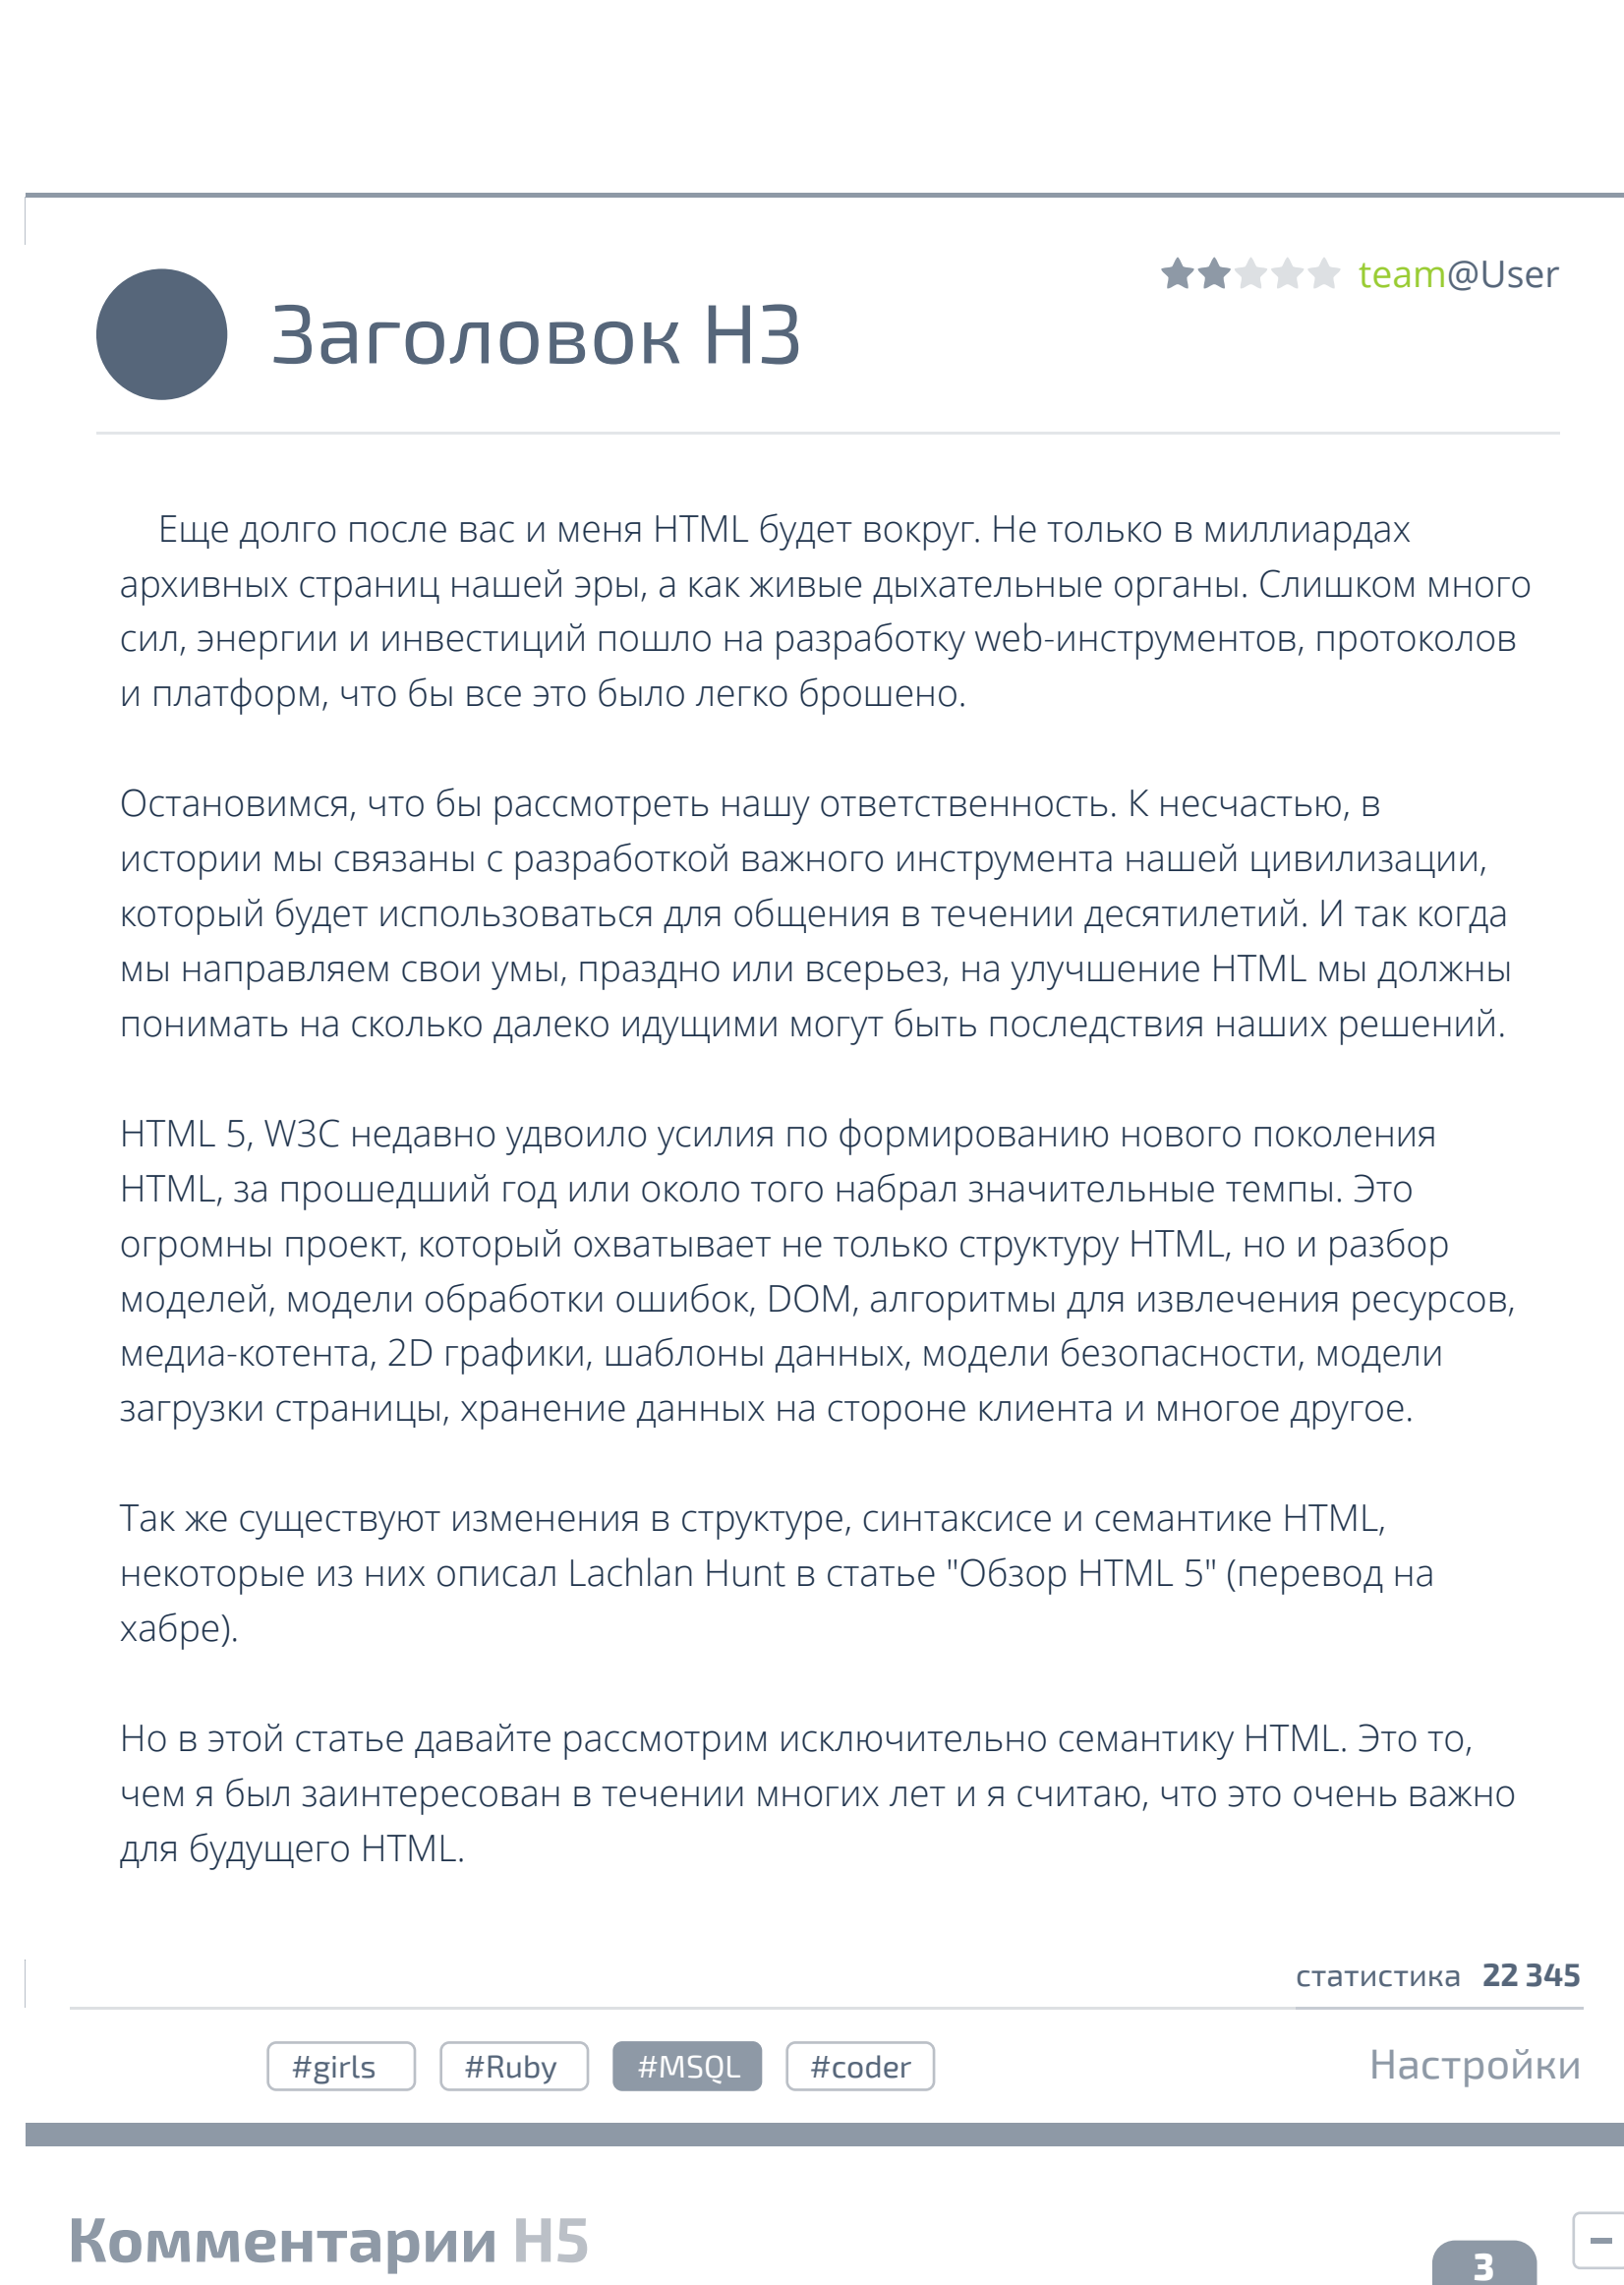 team@User
Заголовок H3
Еще долго после вас и меня HTML будет вокруг. Не только в миллиардах
архивных страниц нашей эры, а как живые дыхательные органы. Слишком много
сил, энергии и инвестиций пошло на разработку web-инструментов, протоколов
и платформ, что бы все это было легко брошено.
Остановимся, что бы рассмотреть нашу ответственность. К несчастью, в
истории мы связаны с разработкой важного инструмента нашей цивилизации,
который будет использоваться для общения в течении десятилетий. И так когда
мы направляем свои умы, праздно или всерьез, на улучшение HTML мы должны
понимать на сколько далеко идущими могут быть последствия наших решений.
HTML 5, W3C недавно удвоило усилия по формированию нового поколения
HTML, за прошедший год или около того набрал значительные темпы. Это
огромны проект, который охватывает не только структуру HTML, но и разбор
моделей, модели обработки ошибок, DOM, алгоритмы для извлечения ресурсов,
медиа-котента, 2D графики, шаблоны данных, модели безопасности, модели
загрузки страницы, хранение данных на стороне клиента и многое другое.
Так же существуют изменения в структуре, синтаксисе и семантике HTML,
некоторые из них описал Lachlan Hunt в статье "Обзор HTML 5" (перевод на
хабре).
Но в этой статье давайте рассмотрим исключительно семантику HTML. Это то,
чем я был заинтересован в течении многих лет и я считаю, что это очень важно
для будущего HTML.
статистика 22 345
#girls #Ruby #MSQL #coder Настройки
Комментарии H5 3 –